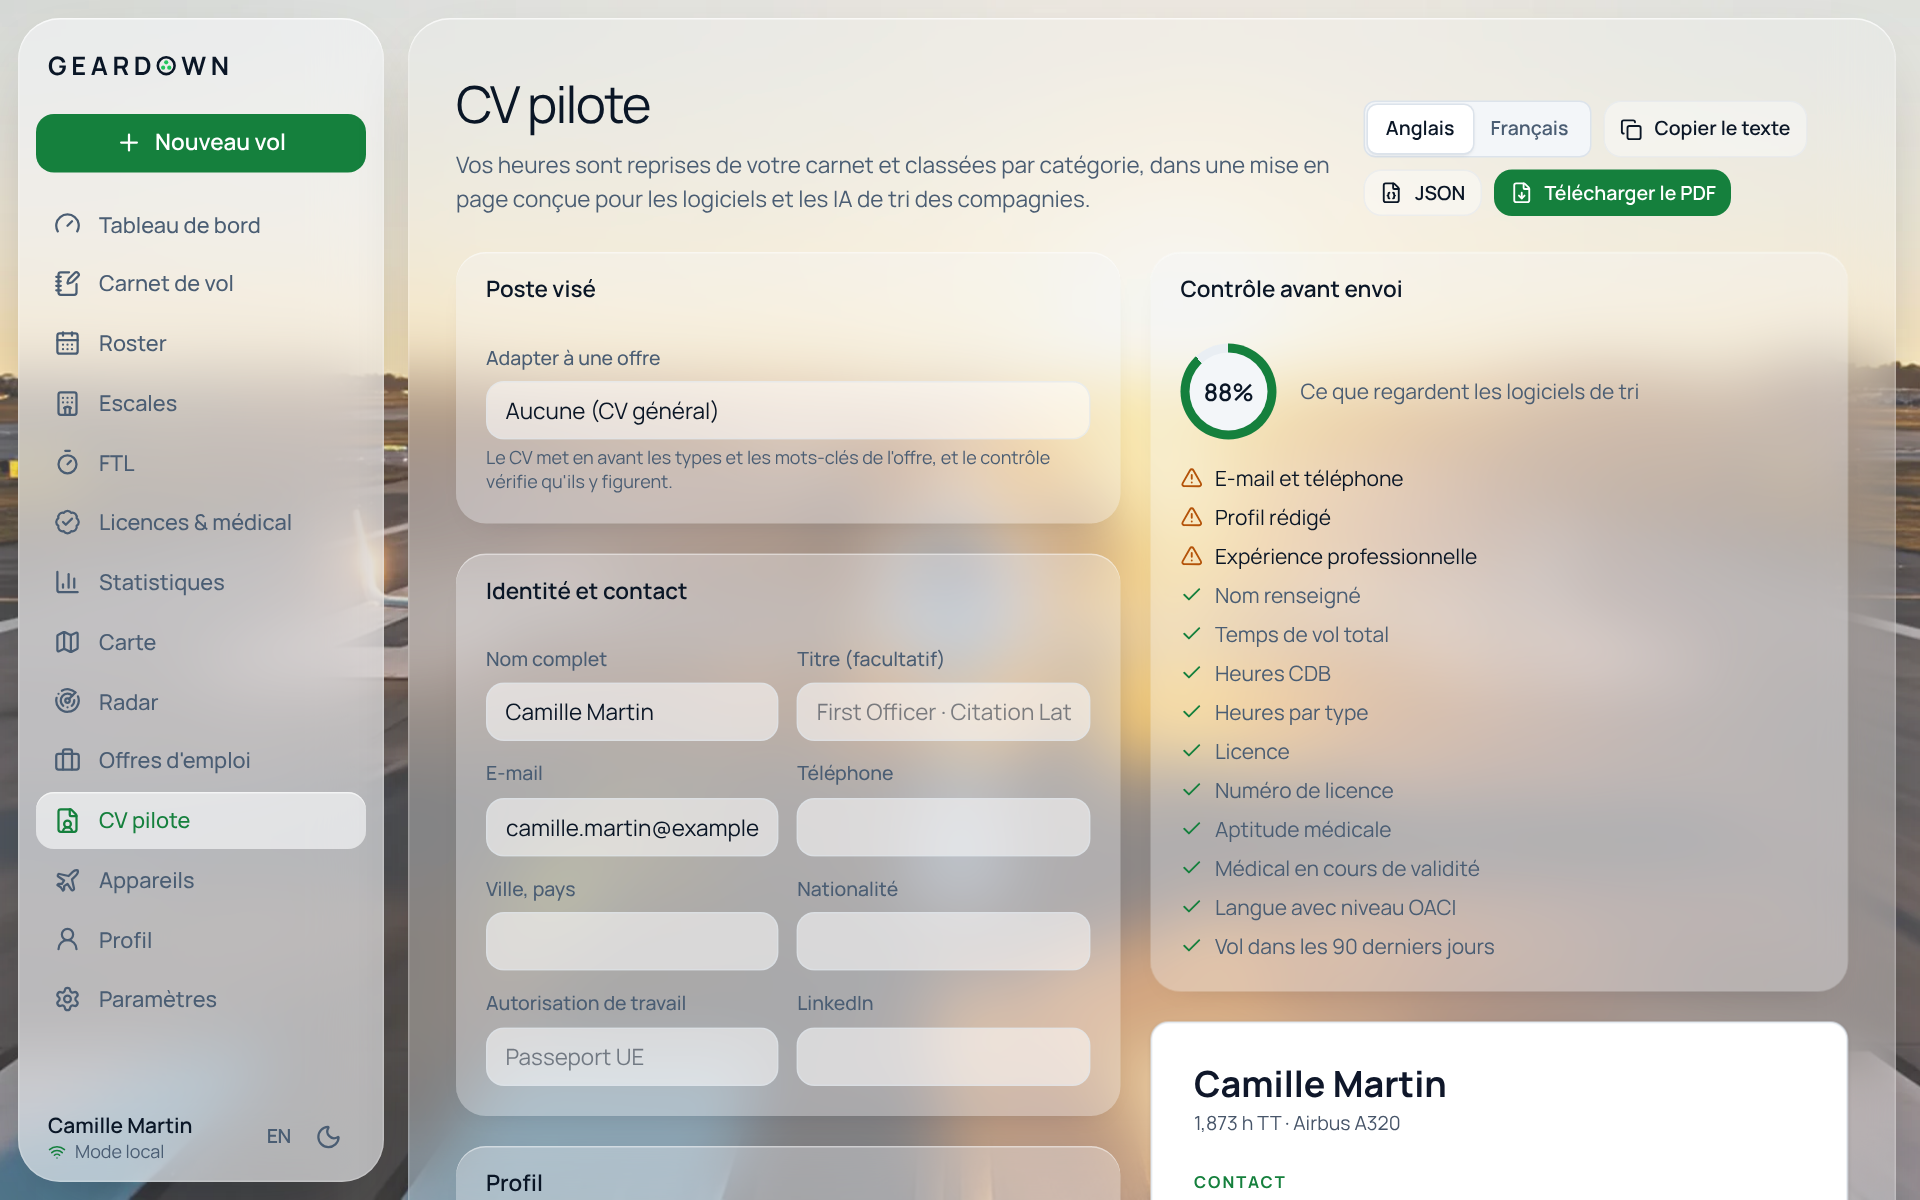 GEARDOWN
Nouveau vol
Tableau de bord
Carnet de vol
Roster
Escales
FTL
Licences & médical
Statistiques
Carte
Radar
Offres d'emploi
CV pilote
Appareils
Profil
Paramètres
Camille Martin
Mode local
EN
CV pilote
Vos heures sont reprises de votre carnet et classées par catégorie, dans une mise en
page conçue pour les logiciels et les IA de tri des compagnies.
Anglais
Français
Copier le texte
JSON
Télécharger le PDF
Poste visé
Adapter à une offre
Aucune (CV général)
Le CV met en avant les types et les mots-clés de l'offre, et le contrôle
vérifie qu'ils y figurent.
Identité et contact
Nom complet
Titre (facultatif)
Camille Martin
First Officer · Citation Lat
E-mail
Téléphone
camille.martin@example
Ville, pays
Nationalité
Autorisation de travail
LinkedIn
Passeport UE
Profil
Contrôle avant envoi
88%
Ce que regardent les logiciels de tri
E-mail et téléphone
Profil rédigé
Expérience professionnelle
Nom renseigné
Temps de vol total
Heures CDB
Heures par type
Licence
Numéro de licence
Aptitude médicale
Médical en cours de validité
Langue avec niveau OACI
Vol dans les 90 derniers jours
Camille Martin
1,873 h TT · Airbus A320
CONTACT